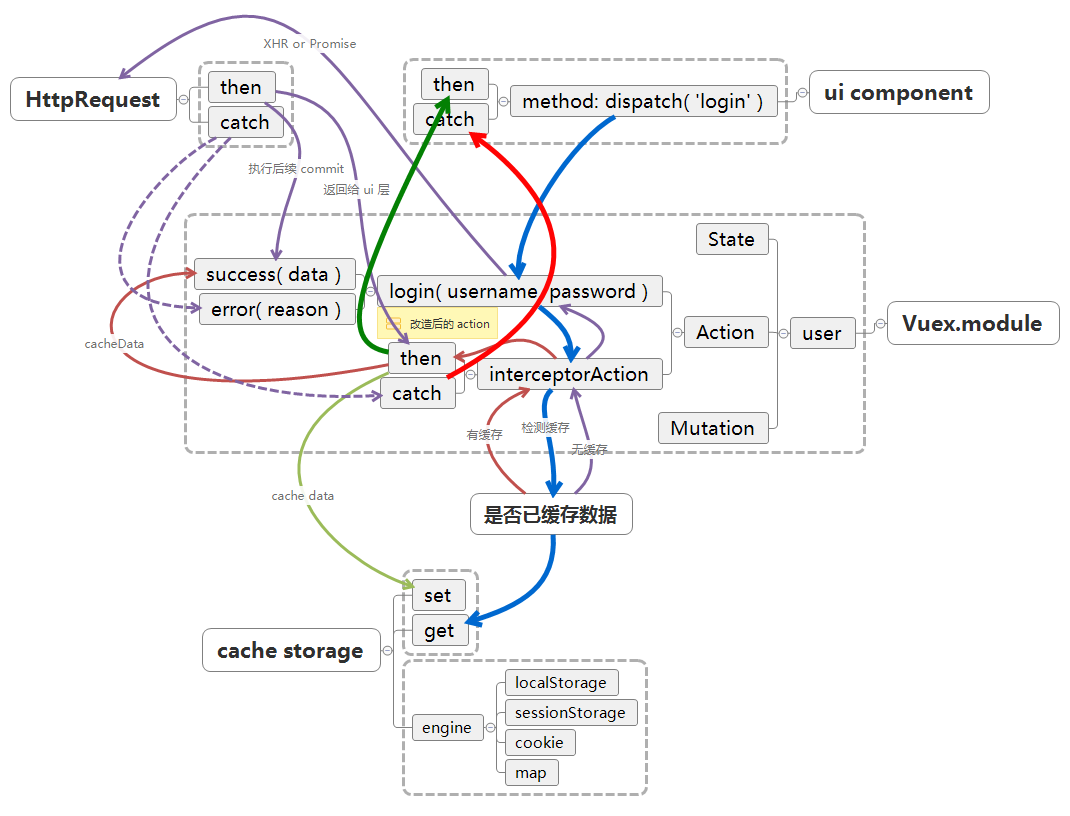 XHR or Promise
HttpRequest
then
catch
then
catch
method: dispatch( 'login' )
ui component
执行后续 commit
返回给 ui 层
State
success( data )
error( reason )
login( username, password )
改造后的 action
cacheData
then
catch
interceptorAction
Action
user
Vuex.module
Mutation
有缓存
检测缓存
无缓存
cache data
是否已缓存数据
set
get
cache storage
engine
localStorage
sessionStorage
cookie
map